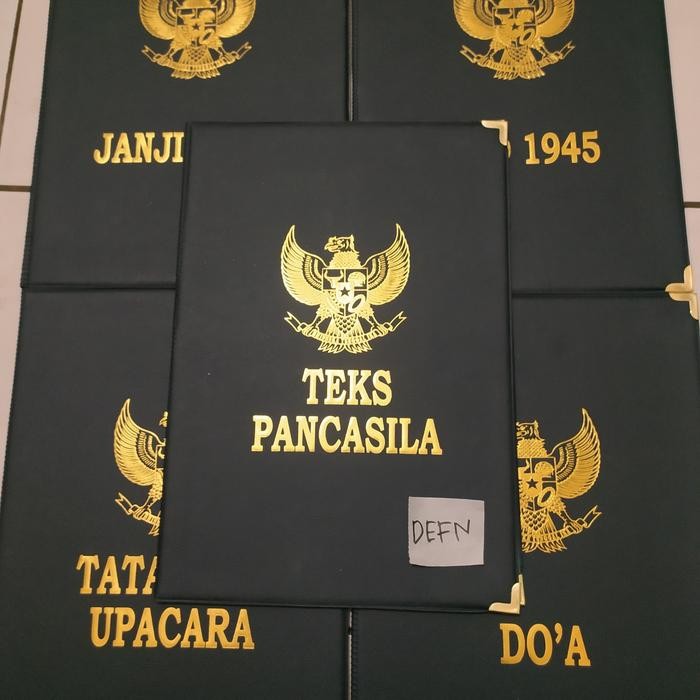 JANJI
1945
TEKS
PANCASILA
DEFN
TATA
UPACARA
DO'A